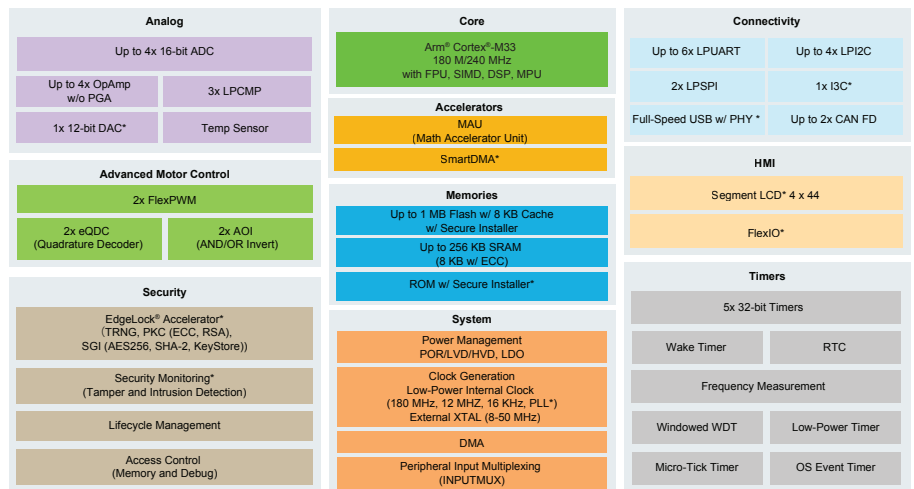 Analog
Up to 4x 16-bit ADC
Up to 4x OpAmp
w/o PGA
3x LPCMP
1x 12-bit DAC*
Temp Sensor
Advanced Motor Control
2x FlexPWM
2x eQDC
(Quadrature Decoder)
2x AOI
(AND/OR Invert)
Security
EdgeLock® Accelerator*
(TRNG, PKC (ECC, RSA),
SGI (AES256, SHA-2, KeyStore))
Security Monitoring*
(Tamper and Intrusion Detection)
Lifecycle Management
Access Control
(Memory and Debug)
Core
Arm® Cortex®-M33
180 M/240 MHz
with FPU, SIMD, DSP, MPU
Accelerators
MAU
(Math Accelerator Unit)
SmartDMA*
Memories
Up to 1 MB Flash w/ 8 KB Cache
w/ Secure Installer
Up to 256 KB SRAM
(8 KB w/ ECC)
ROM w/ Secure Installer*
System
Power Management
POR/LVD/HVD, LDO
Clock Generation
Low-Power Internal Clock
(180 MHz, 12 MHZ, 16 KHz, PLL*)
External XTAL (8-50 MHz)
DMA
Peripheral Input Multiplexing
(INPUTMUX)
Connectivity
Up to 6x LPUART
Up to 4x LPI2C
2x LPSPI
1x I3C*
Full-Speed USB w/ PHY *
Up to 2x CAN FD
HMI
Segment LCD* 4 x 44
FlexIO*
Timers
5x 32-bit Timers
Wake Timer
RTC
Frequency Measurement
Windowed WDT
Low-Power Timer
Micro-Tick Timer
OS Event Timer